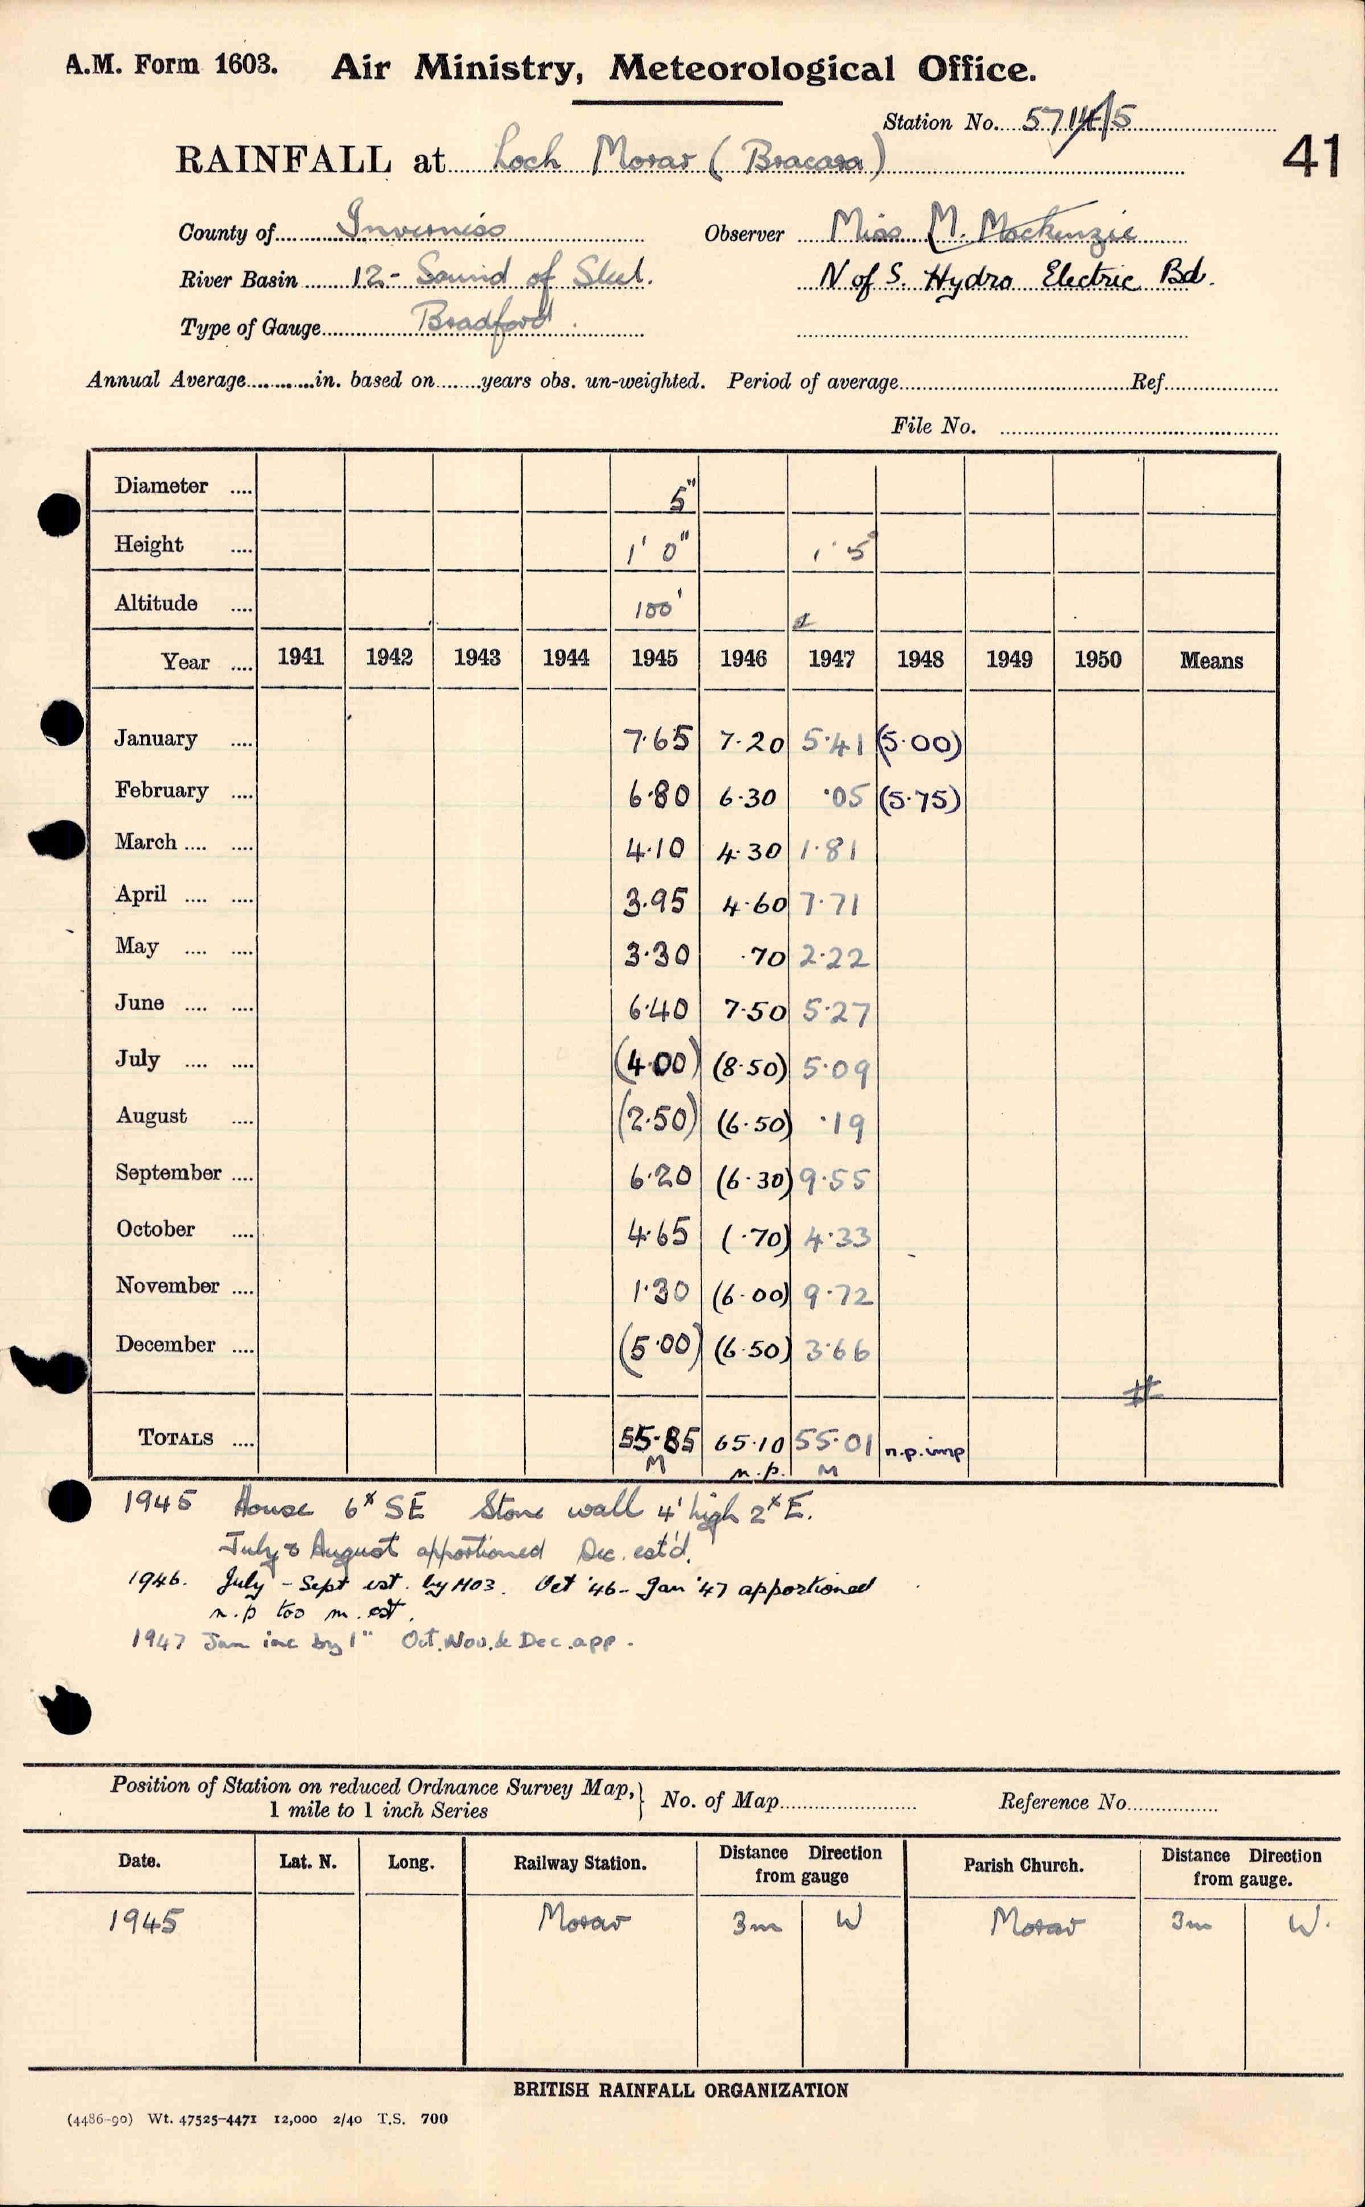 A.M. Form 1603. Air Ministry, Meteorological Office.
Station No. 5714/5
41
RAINFALL at Loch Morar (Bracara)
County of Inverness Observer Miss M. Mackenzie
River Basin 12 - Sound of Sleat. N of S. Hydro Electric Bd.
Type of Gauge Bradford.
Annual Average in. based on years obs. un-weighted. Period of average Ref.
File No.
Diameter 5"
Height 1' 0" 1' 5"
Altitude 100'
Year 1941 1942 1943 1944 1945 1946 1947 1948 1949 1950 Means
January 7.65 7.20 5.41 (5.00)
February 6.80 6.30 .05 (5.75)
March 4.10 4.30 1.81
April 3.95 4.60 7.71
May 3.30 .70 2.22
June 6.40 7.50 5.27
July (4.00) (8.50) 5.09
August (2.50) (6.50) .19
September 6.20 (6.30) 9.55
October 4.65 (.70) 4.33
November 1.30 (6.00) 9.72
December (5.00) (6.50) 3.66
#
TOTALS 55.85 65.10 55.01 n.p. imp
M n.p. M
1945 House 6x SE Stone wall 4' high 2x E.
July & August apportioned Dec. est'd.
1946. July - Sept est. by M03. Oct '46 - Jan '47 apportioned
n.p too m. est.
1947 Jan inc by 1" Oct. Nov. & Dec. app.
Position of Station on reduced Ordnance Survey Map, } No. of Map Reference No.
1 mile to 1 inch Series
Date. Lat. N. Long. Railway Station. Distance Direction from gauge Parish Church. Distance Direction from gauge.
1945 Morar 3m W Morar 3m W.
BRITISH RAINFALL ORGANIZATION
(4486-90) Wt. 47525-4471 12,000 2/40 T.S. 700